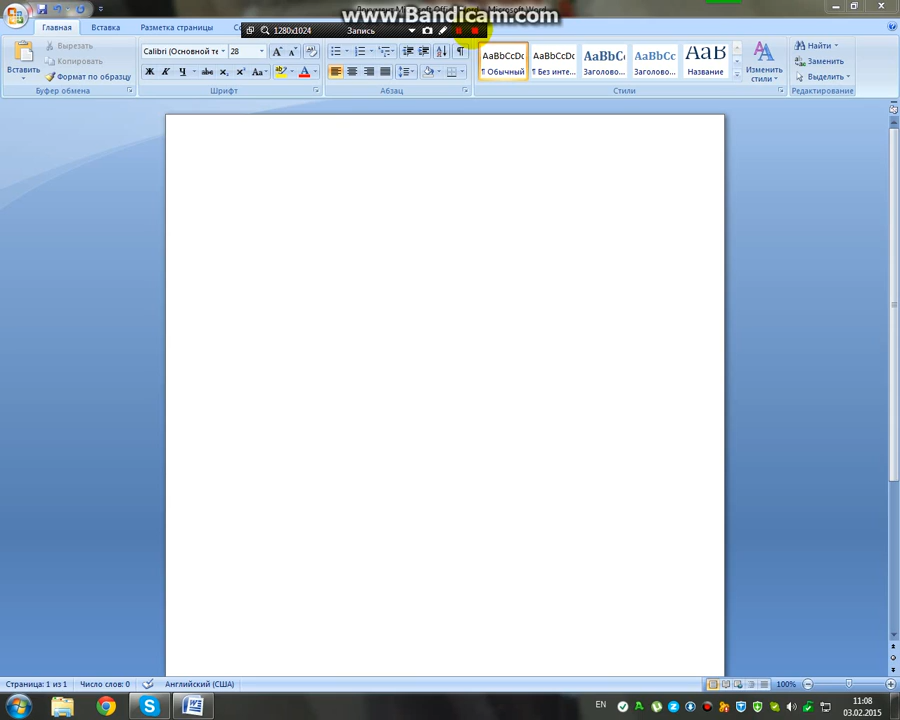 www.Bandicam.com
Главная Вставка Разметка страницы
1280x1024 Запись
Вставить
Вырезать
Копировать
Формат по образцу
Буфер обмена
Calibri (Основной те 28
Ж К Ч Aa
Шрифт
Абзац
AaBbCcDc AaBbCcDc AaBbCc AaBbCc AaB
¶ Обычный ¶ Без инте... Заголово... Заголово... Название
Изменить стили
Стили
Найти
Заменить
Выделить
Редактирование
Страница: 1 из 1 Число слов: 0 Английский (США) 100%
EN 11:08
03.02.2015